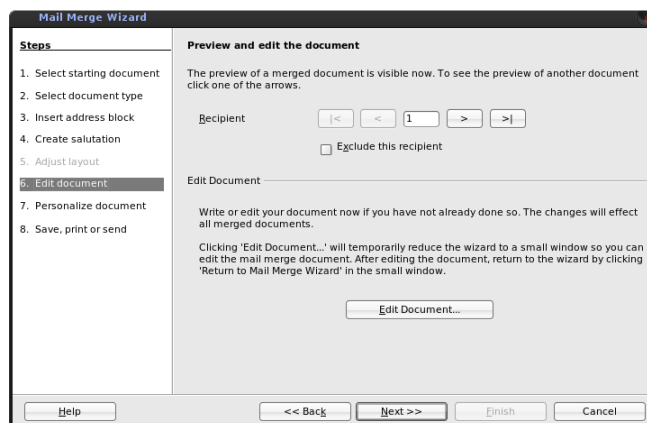 Mail Merge Wizard
Steps
1. Select starting document
2. Select document type
3. Insert address block
4. Create salutation
5. Adjust layout
6. Edit document
7. Personalize document
8. Save, print or send
Preview and edit the document
The preview of a merged document is visible now. To see the preview of another document
click one of the arrows.
Recipient |< < 1 > >|
Exclude this recipient
Edit Document
Write or edit your document now if you have not already done so. The changes will effect
all merged documents.
Clicking 'Edit Document...' will temporarily reduce the wizard to a small window so you can
edit the mail merge document. After editing the document, return to the wizard by clicking
'Return to Mail Merge Wizard' in the small window.
Edit Document...
Help << Back Next >> Finish Cancel